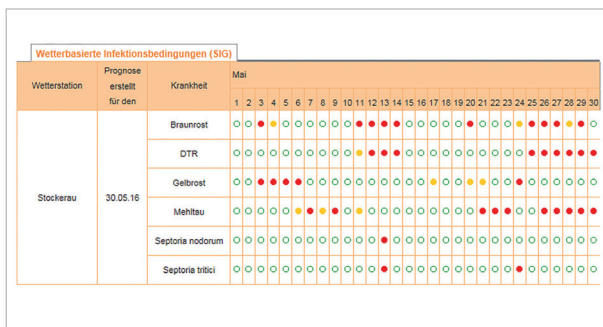 Wetterbasierte Infektionsbedingungen (SIG)
Wetterstation
Prognose
erstellt
für den
Krankheit
Mai
1 2 3 4 5 6 7 8 9 10 11 12 13 14 15 16 17 18 19 20 21 22 23 24 25 26 27 28 29 30
Stockerau
30.05.16
Braunrost
DTR
Gelbrost
Mehltau
Septoria nodorum
Septoria tritici